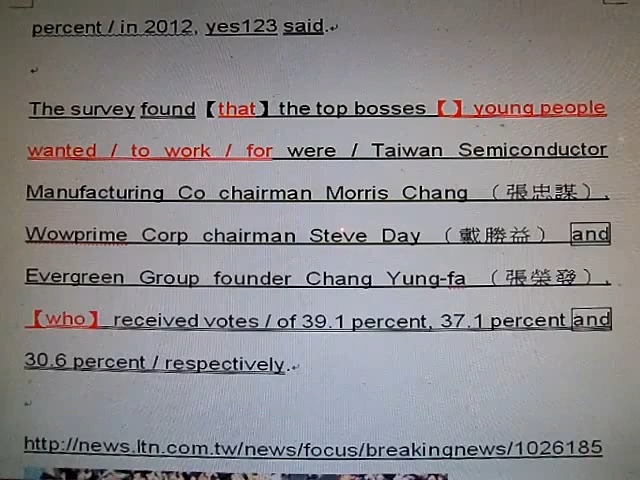 percent / in 2012, yes123 said.
The survey found【that】the top bosses【 】young people
wanted / to work / for were / Taiwan Semiconductor
Manufacturing Co chairman Morris Chang （張忠謀）,
Wowprime Corp chairman Steve Day （戴勝益） and
Evergreen Group founder Chang Yung-fa （張榮發）,
【who】 received votes / of 39.1 percent, 37.1 percent and
30.6 percent / respectively.
http://news.ltn.com.tw/news/focus/breakingnews/1026185